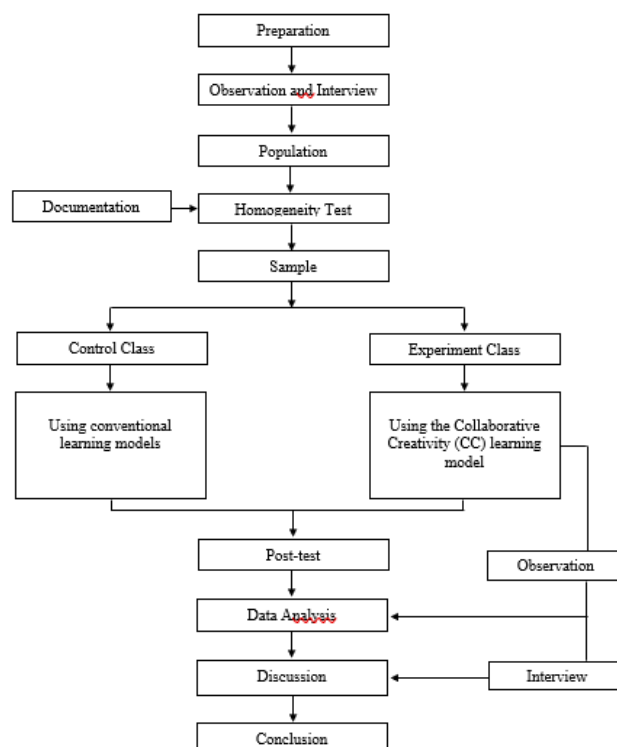 Preparation
Observation and Interview
Population
Documentation
Homogeneity Test
Sample
Control Class
Experiment Class
Using conventional
learning models
Using the Collaborative
Creativity (CC) learning
model
Post-test
Observation
Data Analysis
Discussion
Interview
Conclusion